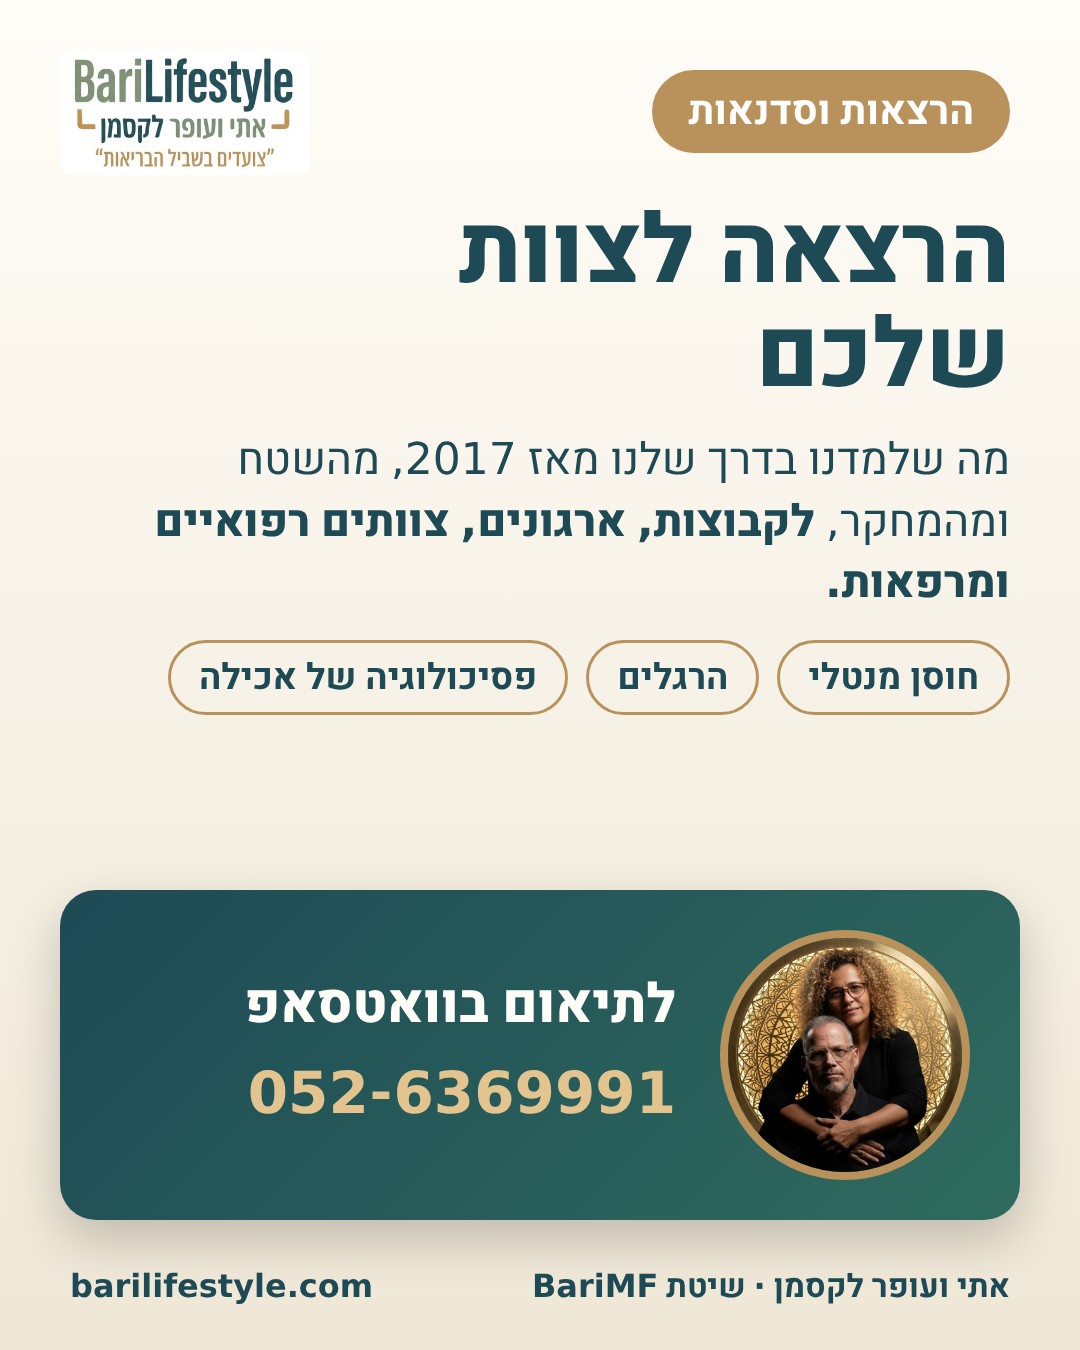 BariLifestyle
אתי ועופר לקסמן
"צועדים בשביל הבריאות"
הרצאות וסדנאות
הרצאה לצוות
שלכם
מה שלמדנו בדרך שלנו מאז 2017, מהשטח
ומהמחקר, לקבוצות, ארגונים, צוותים רפואיים
ומרפאות.
חוסן מנטלי
הרגלים
פסיכולוגיה של אכילה
לתיאום בוואטסאפ
052-6369991
אתי ועופר לקסמן · שיטת BariMF
barilifestyle.com